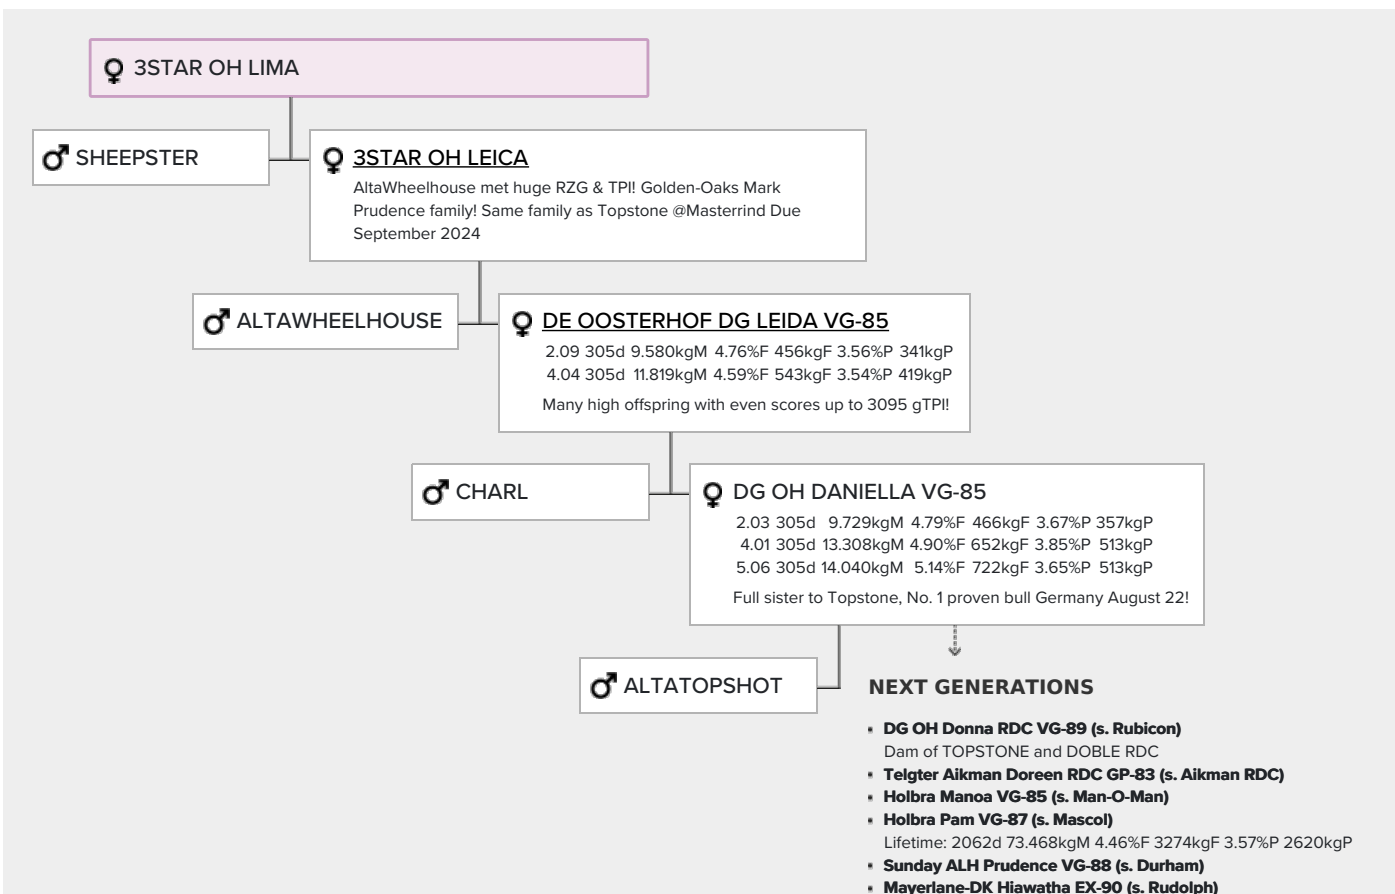 3STAR OH LIMA
SHEEPSTER
3STAR OH LEICA
AltaWheelhouse met huge RZG & TPI! Golden-Oaks Mark
Prudence family! Same family as Topstone @Masterrind Due
September 2024
ALTAWHEELHOUSE
DE OOSTERHOF DG LEIDA VG-85
2.09 305d 9.580kgM 4.76%F 456kgF 3.56%P 341kgP
4.04 305d 11.819kgM 4.59%F 543kgF 3.54%P 419kgP
Many high offspring with even scores up to 3095 gTPI!
CHARL
DG OH DANIELLA VG-85
2.03 305d 9.729kgM 4.79%F 466kgF 3.67%P 357kgP
4.01 305d 13.308kgM 4.90%F 652kgF 3.85%P 513kgP
5.06 305d 14.040kgM 5.14%F 722kgF 3.65%P 513kgP
Full sister to Topstone, No. 1 proven bull Germany August 22!
ALTATOPSHOT
NEXT GENERATIONS
DG OH Donna RDC VG-89 (s. Rubicon)
Dam of TOPSTONE and DOBLE RDC
Telgter Aikman Doreen RDC GP-83 (s. Aikman RDC)
Holbra Manoa VG-85 (s. Man-O-Man)
Holbra Pam VG-87 (s. Mascol)
Lifetime: 2062d 73.468kgM 4.46%F 3274kgF 3.57%P 2620kgP
Sunday ALH Prudence VG-88 (s. Durham)
Mayerlane-DK Hiawatha EX-90 (s. Rudolph)